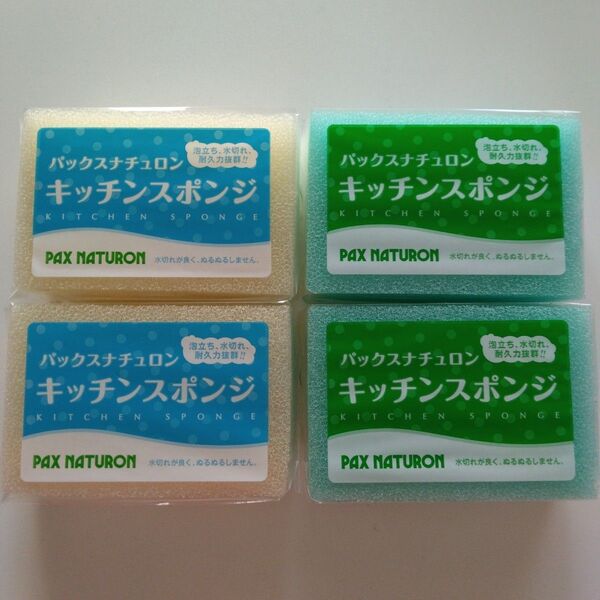 泡立ち、水切れ、
耐久力抜群!!
パックスナチュロン
キッチンスポンジ
KITCHEN SPONGE
PAX NATURON
水切れが良く、ぬるぬるしません。
泡立ち、水切れ、
耐久力抜群!!
パックスナチュロン
キッチンスポンジ
KITCHEN SPONGE
PAX NATURON
水切れが良く、ぬるぬるしません。
泡立ち、水切れ、
耐久力抜群!!
パックスナチュロン
キッチンスポンジ
KITCHEN SPONGE
PAX NATURON
水切れが良く、ぬるぬるしません。
泡立ち、水切れ、
耐久力抜群!!
パックスナチュロン
キッチンスポンジ
KITCHEN SPONGE
PAX NATURON
水切れが良く、ぬるぬるしません。